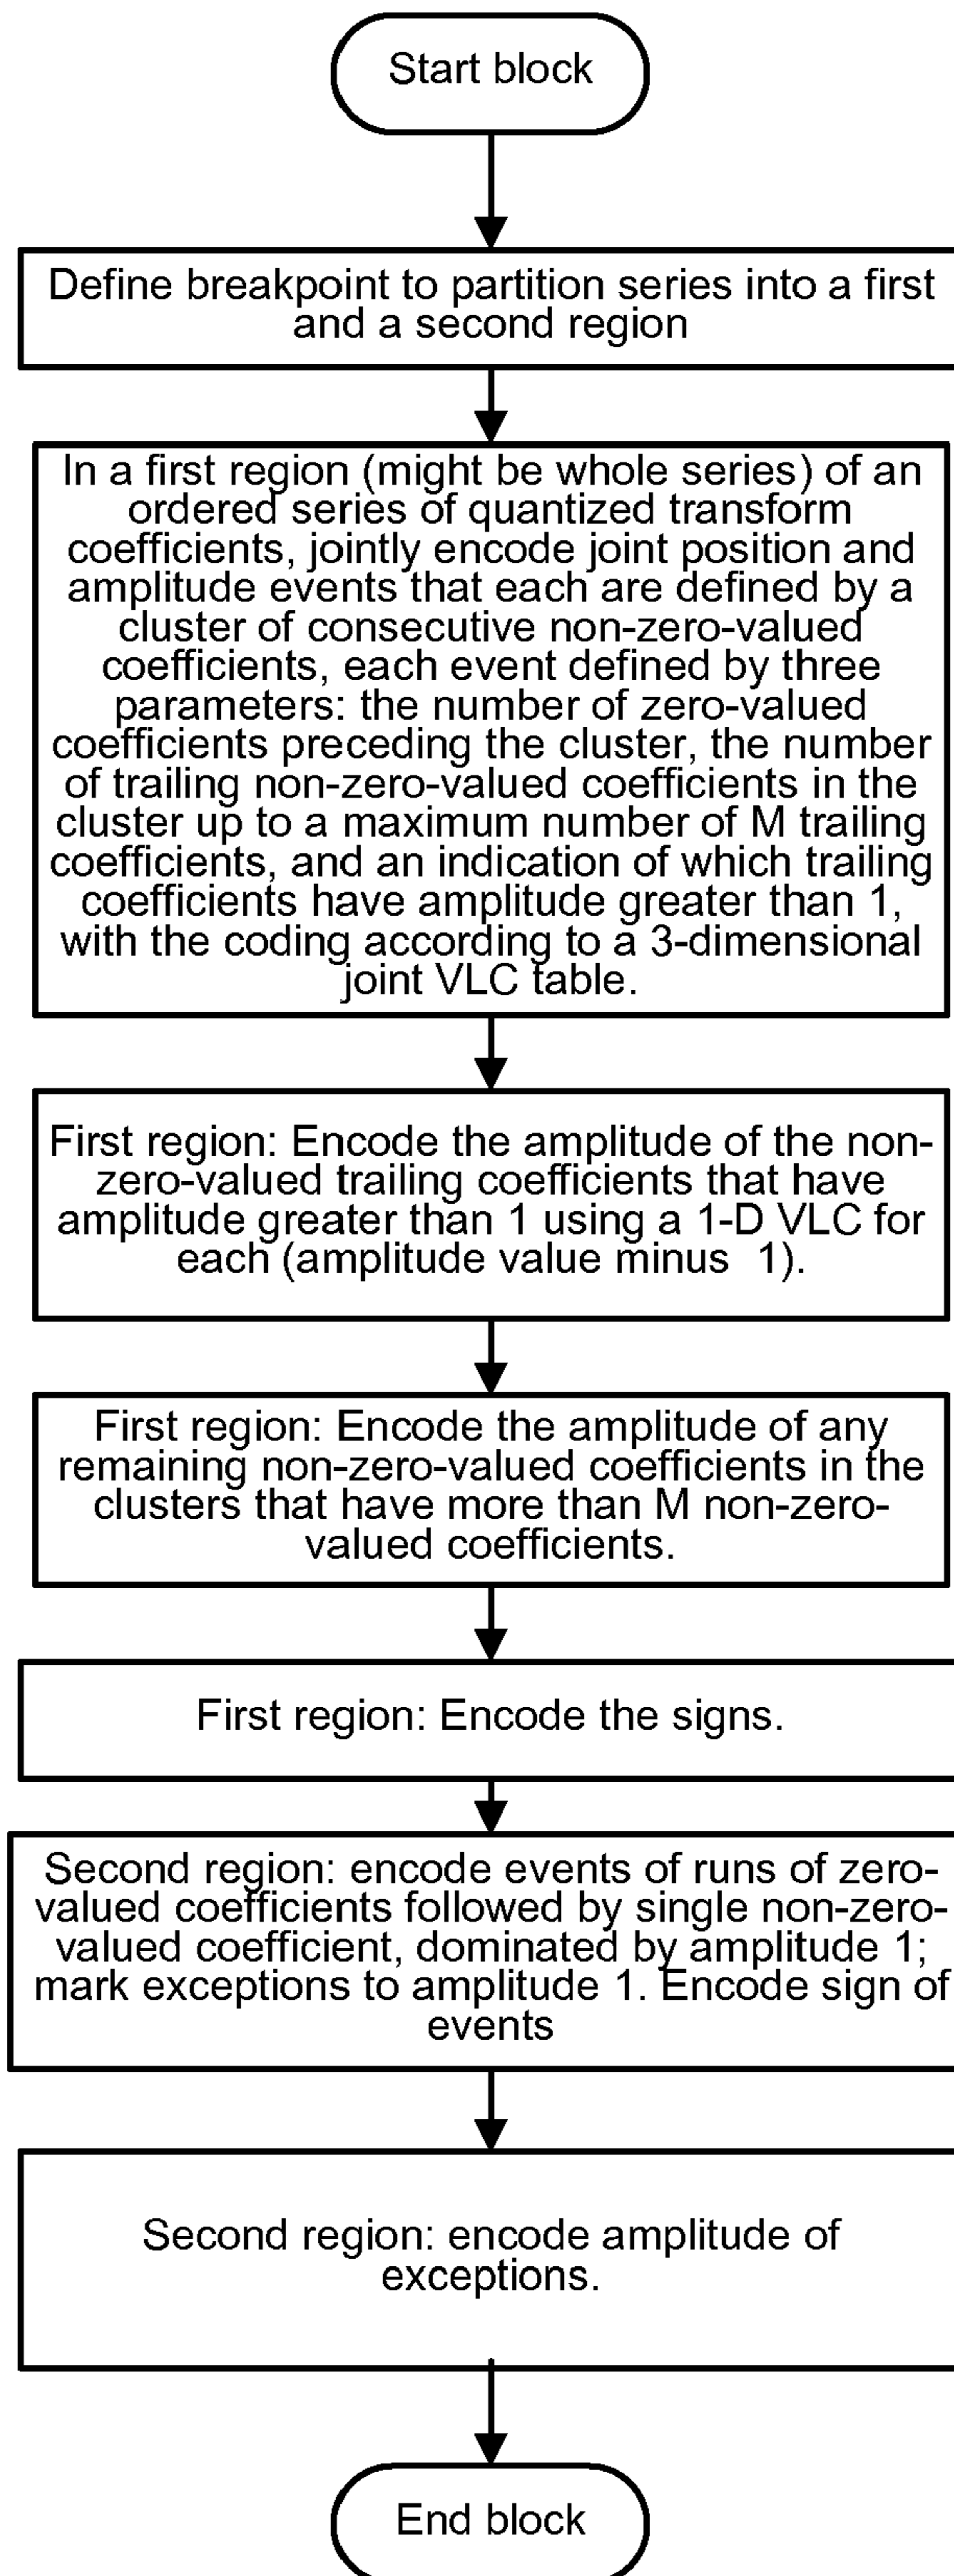 Start block
Define breakpoint to partition series into a first
and a second region
In a first region (might be whole series) of an
ordered series of quantized transform
coefficients, jointly encode joint position and
amplitude events that each are defined by a
cluster of consecutive non-zero-valued
coefficients, each event defined by three
parameters: the number of zero-valued
coefficients preceding the cluster, the number
of trailing non-zero-valued coefficients in the
cluster up to a maximum number of M trailing
coefficients, and an indication of which trailing
coefficients have amplitude greater than 1,
with the coding according to a 3-dimensional
joint VLC table.
First region: Encode the amplitude of the non-
zero-valued trailing coefficients that have
amplitude greater than 1 using a 1-D VLC for
each (amplitude value minus  1).
First region: Encode the amplitude of any
remaining non-zero-valued coefficients in the
clusters that have more than M non-zero-
valued coefficients.
First region: Encode the signs.
Second region: encode events of runs of zero-
valued coefficients followed by single non-zero-
valued coefficient, dominated by amplitude 1;
mark exceptions to amplitude 1. Encode sign of
events
Second region: encode amplitude of
exceptions.
End block